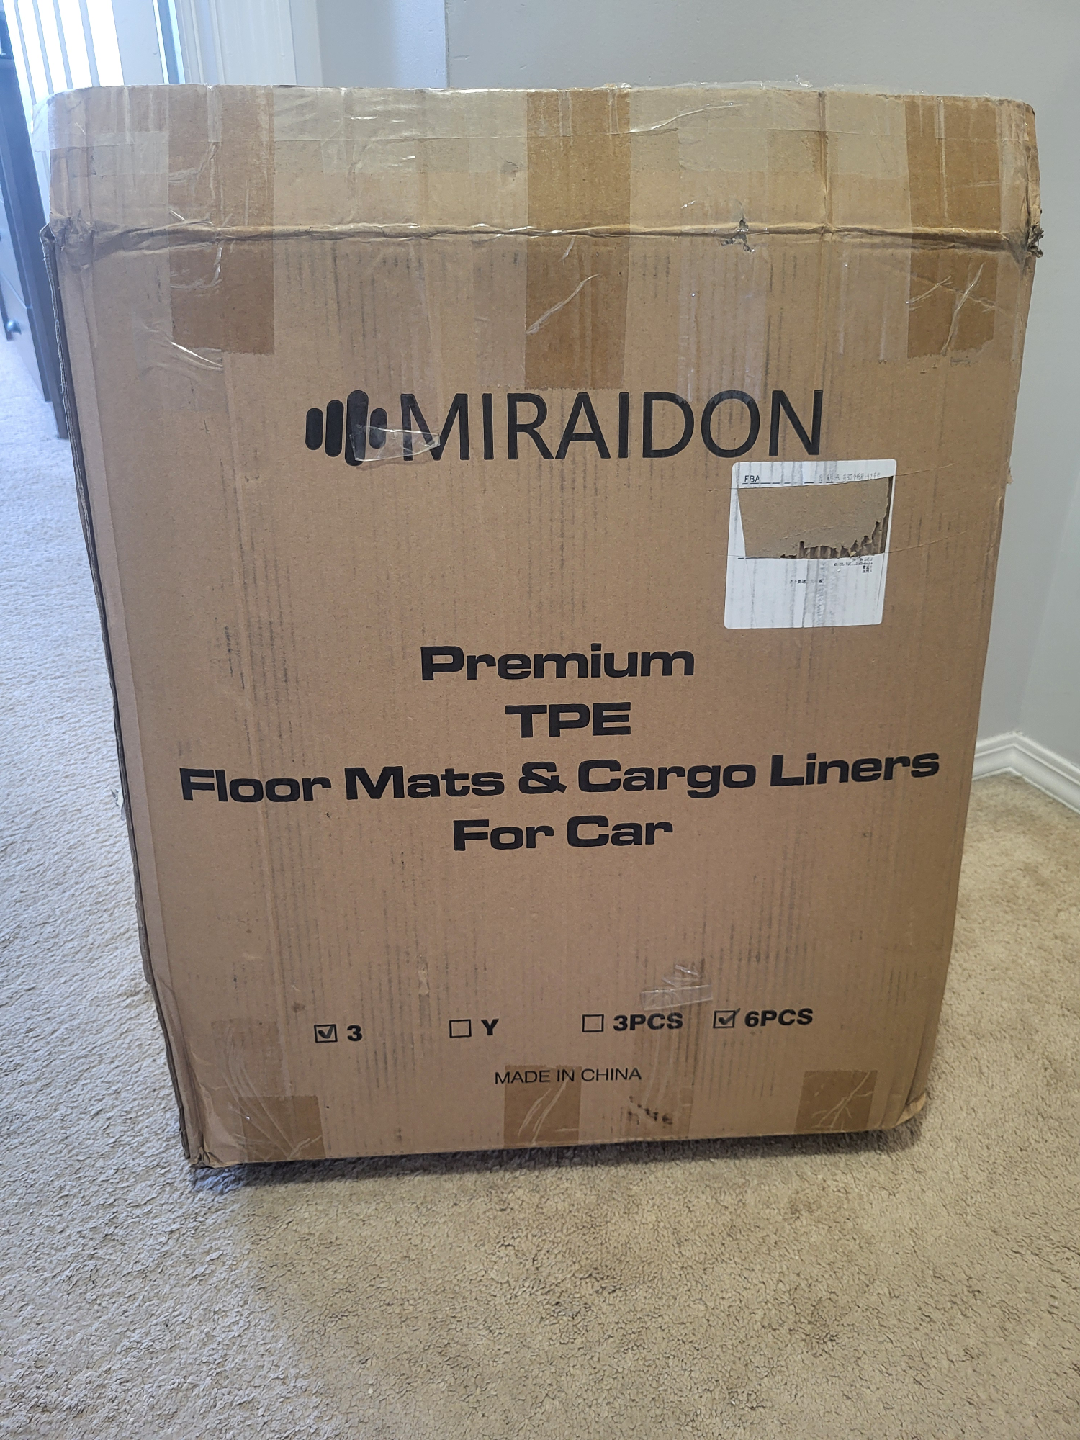 MIRAIDON
FBA
Premium
TPE
Floor Mats & Cargo Liners
For Car
☑ 3 ☐ Y ☐ 3PCS ☑ 6PCS
MADE IN CHINA